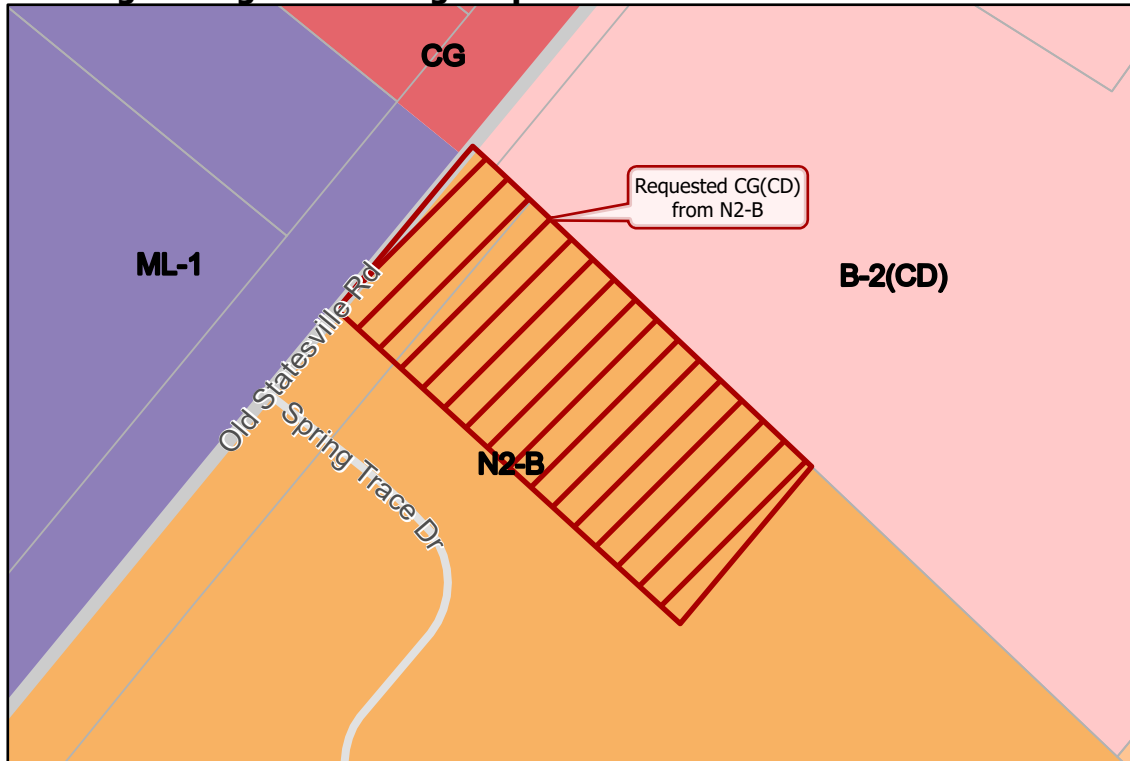 CG
Requested CG(CD)
from N2-B
ML-1
B-2(CD)
Old Statesville Rd
Spring Trace Dr
N2-B